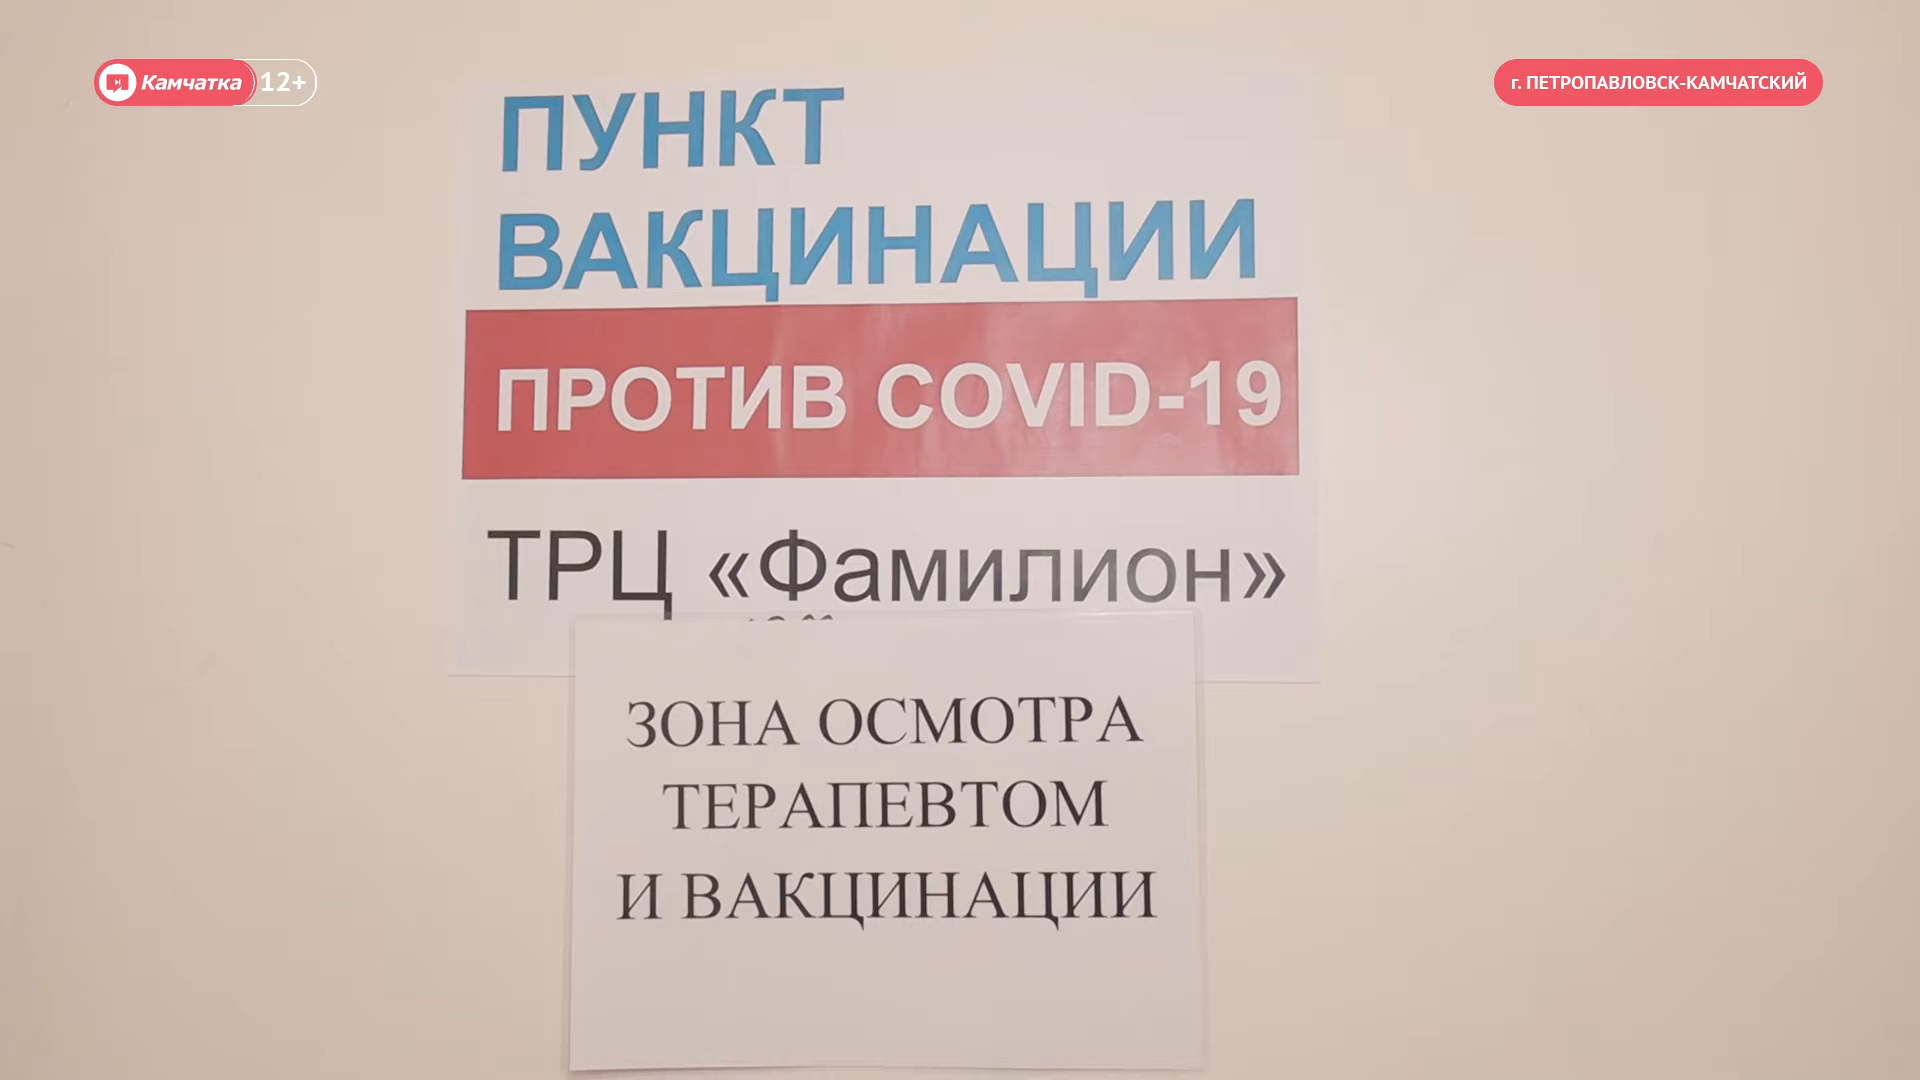 Камчатка 12+
г. ПЕТРОПАВЛОВСК-КАМЧАТСКИЙ
ПУНКТ
ВАКЦИНАЦИИ
ПРОТИВ COVID-19
ТРЦ «Фамилион»
ЗОНА ОСМОТРА
ТЕРАПЕВТОМ
И ВАКЦИНАЦИИ